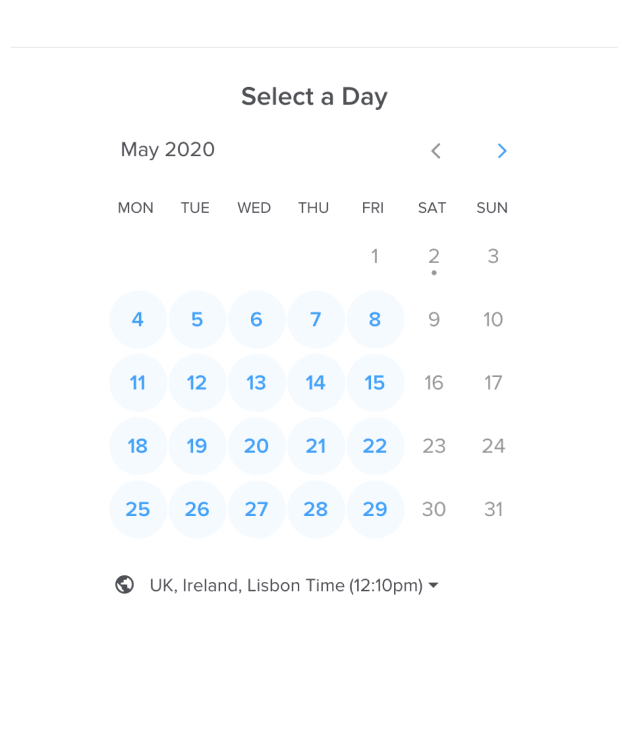 Select a Day
May 2020
MON TUE WED THU FRI SAT SUN
1 2 3
4 5 6 7 8 9 10
11 12 13 14 15 16 17
18 19 20 21 22 23 24
25 26 27 28 29 30 31
UK, Ireland, Lisbon Time (12:10pm)